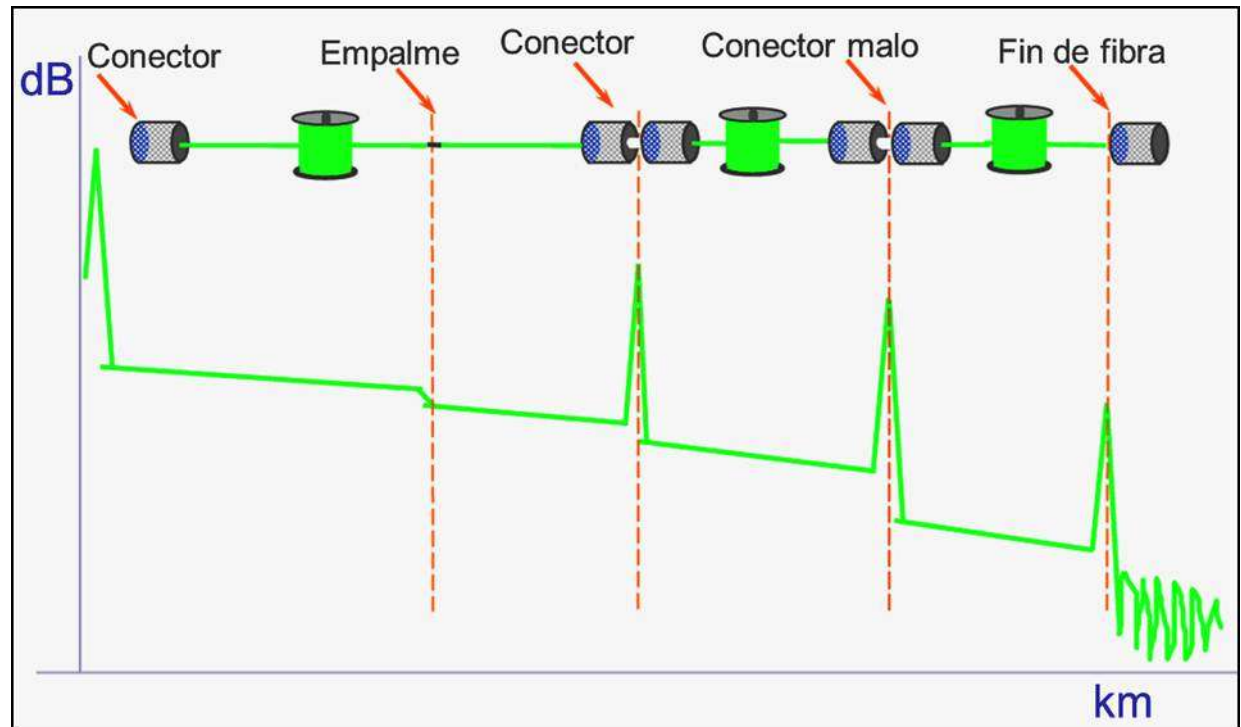 Conector
Empalme
Conector
Conector malo
Fin de fibra
dB
km